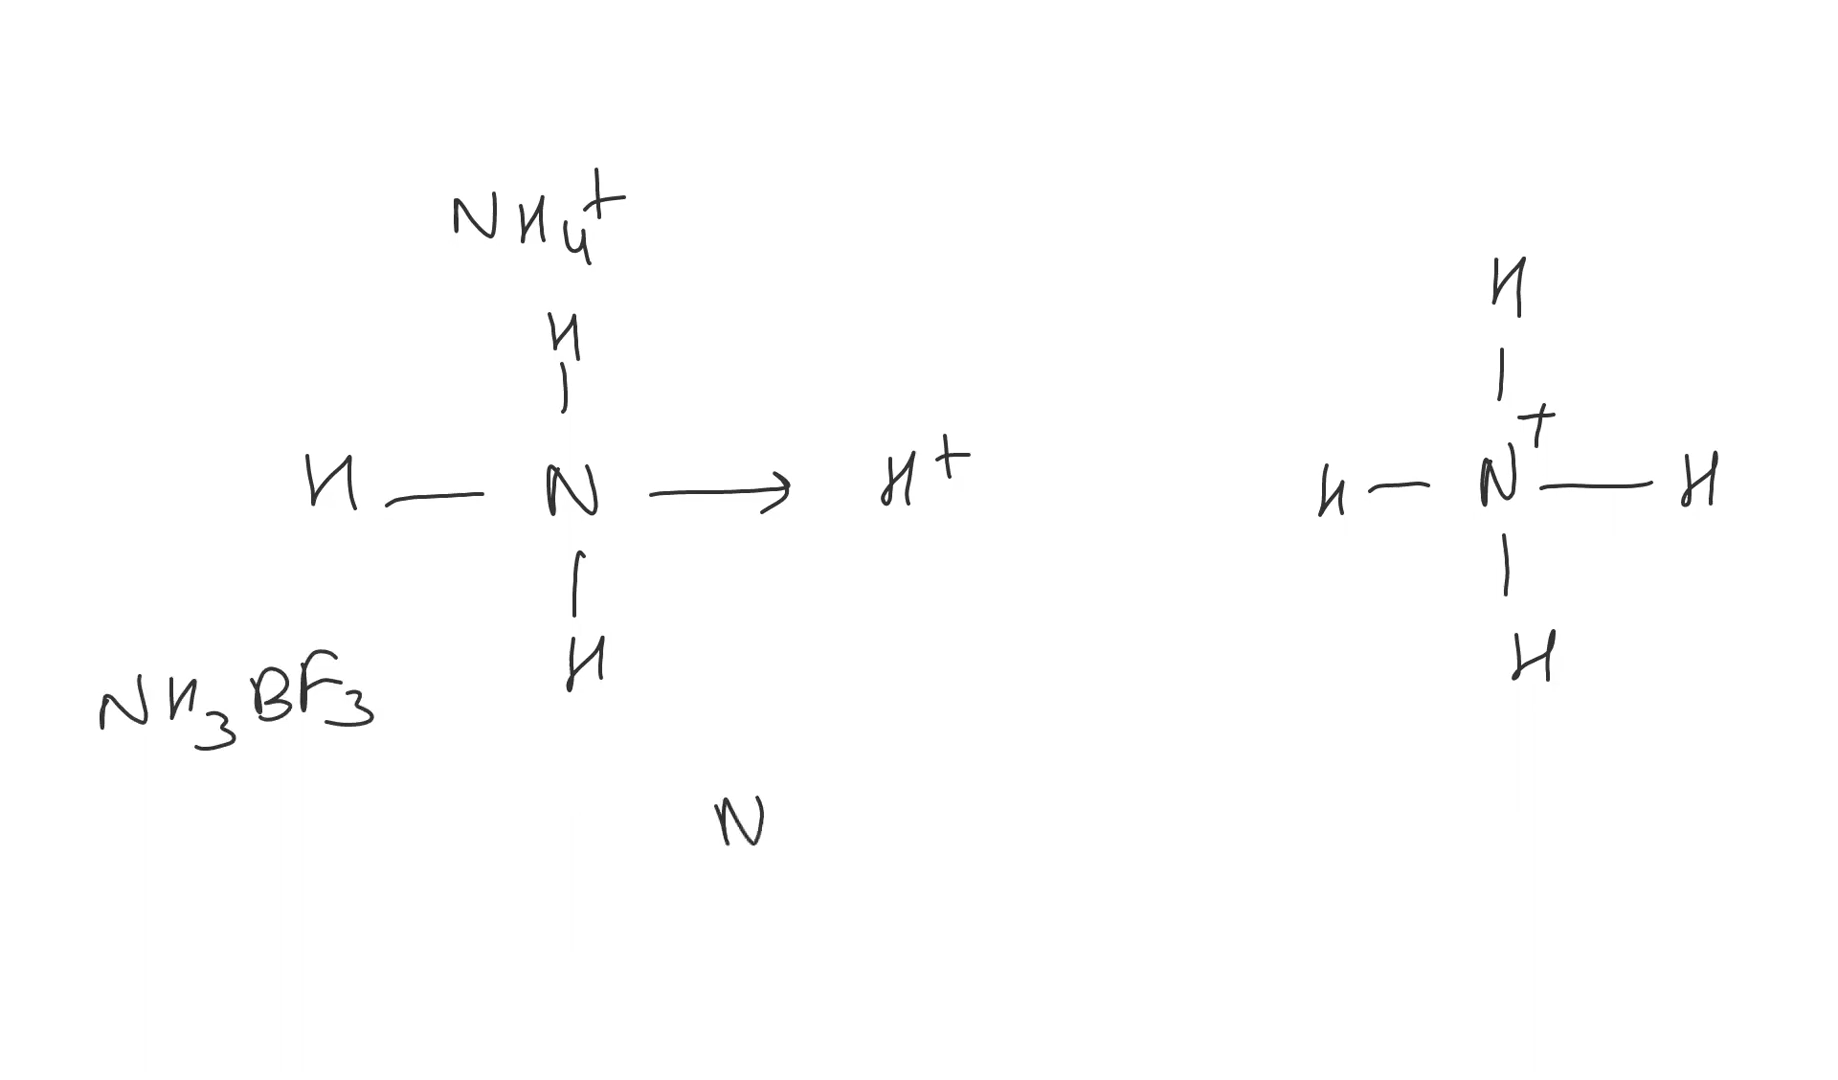 NH₄⁺
H
H — N ⟶ H⁺
H
NH₃BF₃
N
H
H — N⁺ — H
H